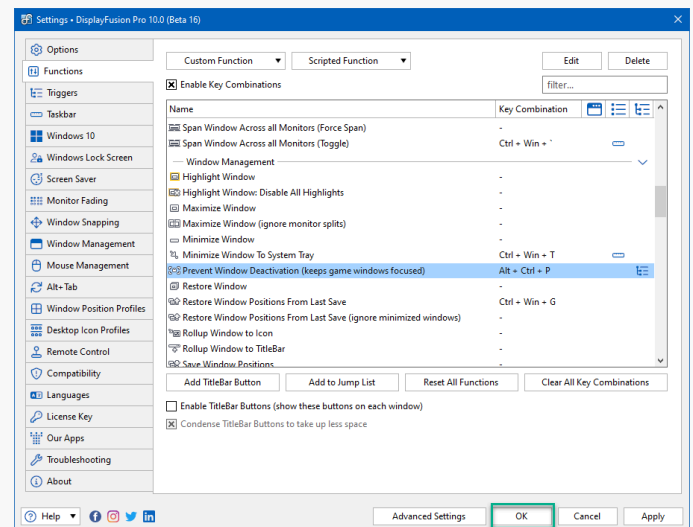 Settings • DisplayFusion Pro 10.0 (Beta 16)
Options
Functions
Triggers
Taskbar
Windows 10
Windows Lock Screen
Screen Saver
Monitor Fading
Window Snapping
Window Management
Mouse Management
Alt+Tab
Window Position Profiles
Desktop Icon Profiles
Remote Control
Compatibility
Languages
License Key
Our Apps
Troubleshooting
About
Custom Function Scripted Function Edit Delete
Enable Key Combinations filter...
Name Key Combination
Span Window Across all Monitors (Force Span) -
Span Window Across all Monitors (Toggle) Ctrl + Win + `
Window Management
Highlight Window -
Highlight Window: Disable All Highlights -
Maximize Window -
Maximize Window (ignore monitor splits) -
Minimize Window -
Minimize Window To System Tray Ctrl + Win + T
Prevent Window Deactivation (keeps game windows focused) Alt + Ctrl + P
Restore Window -
Restore Window Positions From Last Save Ctrl + Win + G
Restore Window Positions From Last Save (ignore minimized windows) -
Rollup Window to Icon -
Rollup Window to TitleBar -
Save Window Positions -
Add TitleBar Button Add to Jump List Reset All Functions Clear All Key Combinations
Enable TitleBar Buttons (show these buttons on each window)
Condense TitleBar Buttons to take up less space
Help Advanced Settings OK Cancel Apply